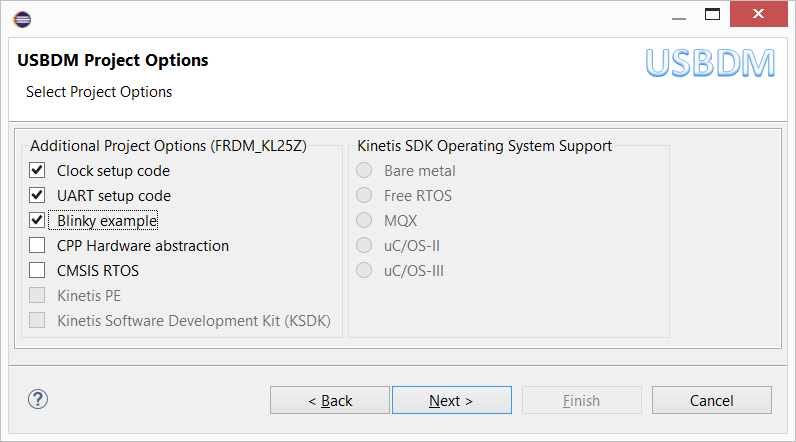 USBDM Project Options
USBDM
Select Project Options
Additional Project Options (FRDM_KL25Z)
Clock setup code
UART setup code
Blinky example
CPP Hardware abstraction
CMSIS RTOS
Kinetis PE
Kinetis Software Development Kit (KSDK)
Kinetis SDK Operating System Support
Bare metal
Free RTOS
MQX
uC/OS-II
uC/OS-III
?
< Back
Next >
Finish
Cancel